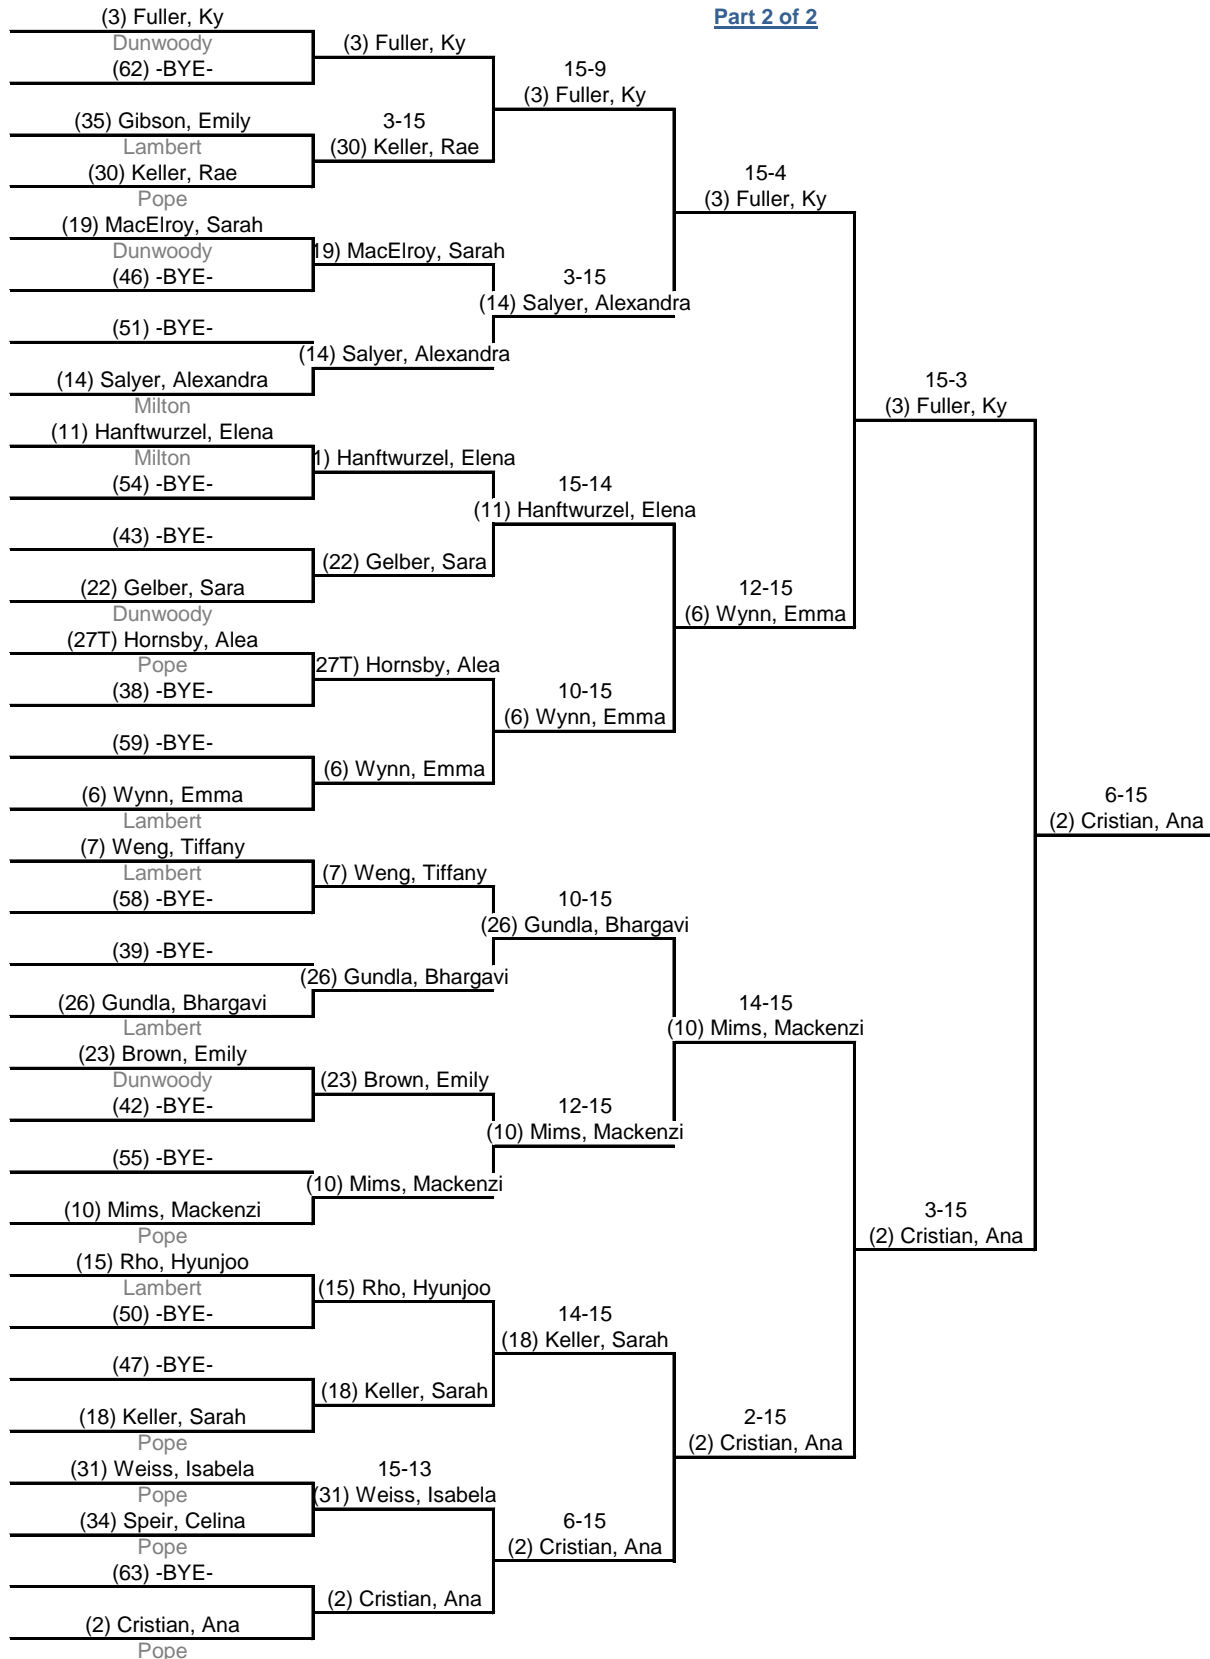 Part 2 of 2
(3) Fuller, Ky
Dunwoody
(62) -BYE-
(35) Gibson, Emily
Lambert
(30) Keller, Rae
Pope
(19) MacElroy, Sarah
Dunwoody
(46) -BYE-
(51) -BYE-
(14) Salyer, Alexandra
Milton
(11) Hanftwurzel, Elena
Milton
(54) -BYE-
(43) -BYE-
(22) Gelber, Sara
Dunwoody
(27T) Hornsby, Alea
Pope
(38) -BYE-
(59) -BYE-
(6) Wynn, Emma
Lambert
(7) Weng, Tiffany
Lambert
(58) -BYE-
(39) -BYE-
(26) Gundla, Bhargavi
Lambert
(23) Brown, Emily
Dunwoody
(42) -BYE-
(55) -BYE-
(10) Mims, Mackenzi
Pope
(15) Rho, Hyunjoo
Lambert
(50) -BYE-
(47) -BYE-
(18) Keller, Sarah
Pope
(31) Weiss, Isabela
Pope
(34) Speir, Celina
Pope
(63) -BYE-
(2) Cristian, Ana
Pope
(3) Fuller, Ky
3-15
(30) Keller, Rae
19) MacElroy, Sarah
(14) Salyer, Alexandra
1) Hanftwurzel, Elena
(22) Gelber, Sara
27T) Hornsby, Alea
(6) Wynn, Emma
(7) Weng, Tiffany
(26) Gundla, Bhargavi
(23) Brown, Emily
(10) Mims, Mackenzi
(15) Rho, Hyunjoo
(18) Keller, Sarah
15-13
(31) Weiss, Isabela
(2) Cristian, Ana
15-9
(3) Fuller, Ky
3-15
(14) Salyer, Alexandra
15-14
(11) Hanftwurzel, Elena
10-15
(6) Wynn, Emma
10-15
(26) Gundla, Bhargavi
12-15
(10) Mims, Mackenzi
14-15
(18) Keller, Sarah
6-15
(2) Cristian, Ana
15-4
(3) Fuller, Ky
12-15
(6) Wynn, Emma
14-15
(10) Mims, Mackenzi
2-15
(2) Cristian, Ana
15-3
(3) Fuller, Ky
3-15
(2) Cristian, Ana
6-15
(2) Cristian, Ana